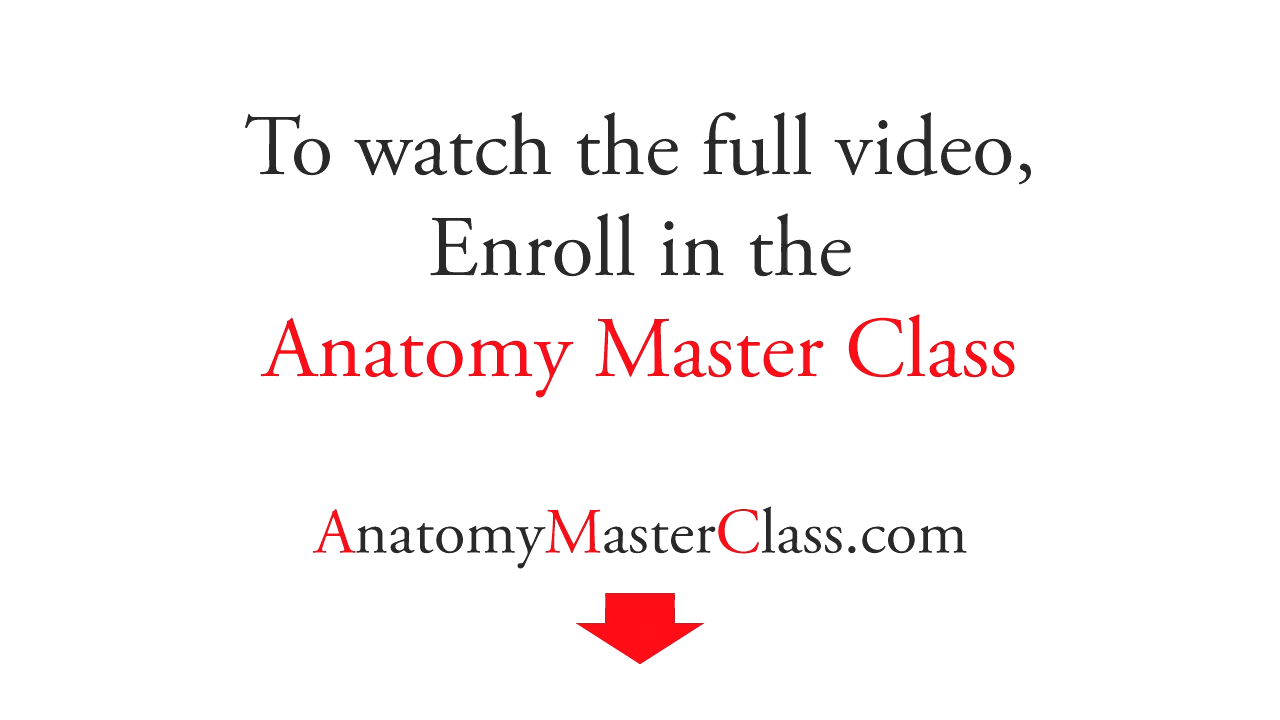 To watch the full video,
Enroll in the
Anatomy Master Class
AnatomyMasterClass.com